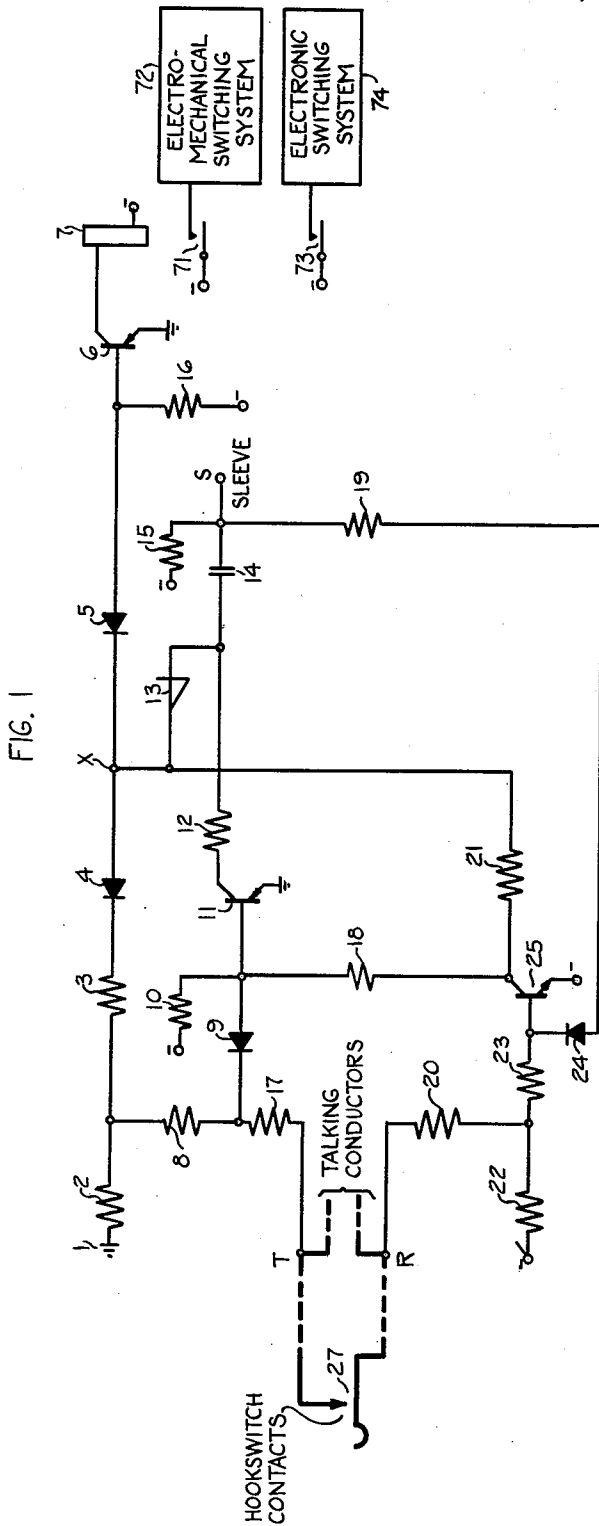 FIG. 1
72
ELECTRO-
MECHANICAL
SWITCHING
SYSTEM
71
ELECTRONIC
SWITCHING
SYSTEM
74
73
7
6
16
S
SLEEVE
15
14
19
5
X
13
4
12
11
21
3
10
9
18
25
24
23
2
1
8
17
TALKING
CONDUCTORS
20
22
T
R
27
HOOKSWITCH
CONTACTS